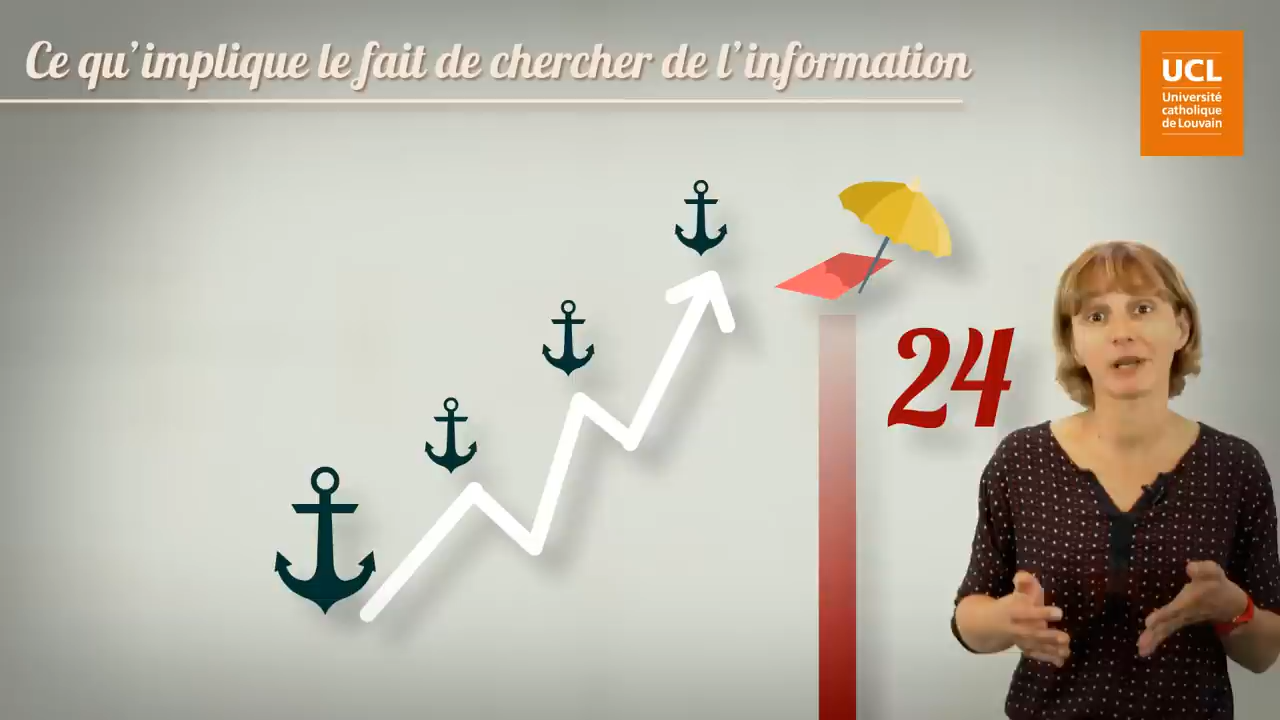 Ce qu'implique le fait de chercher de l'information
UCL
Université
catholique
de Louvain
24